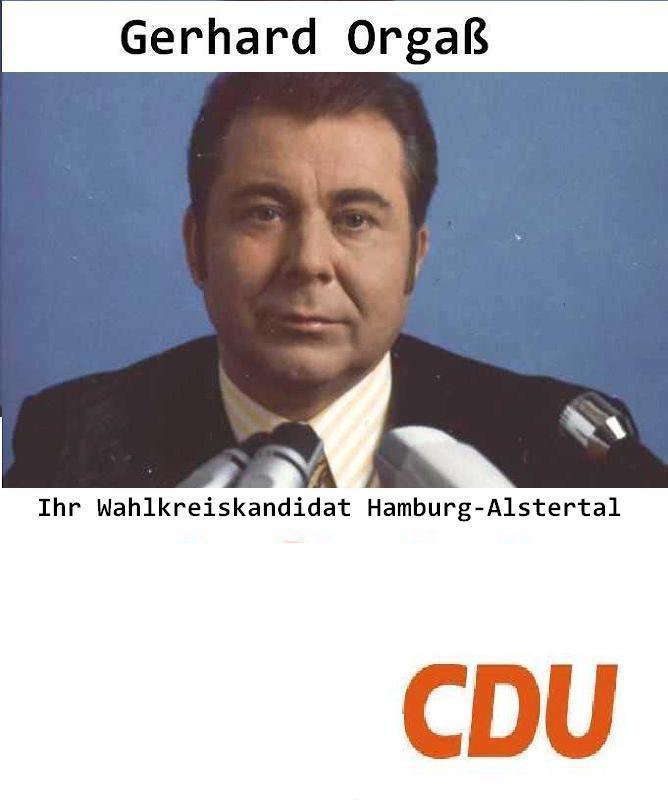 Gerhard Orgaß
Ihr Wahlkreiskandidat Hamburg-Alstertal
CDU